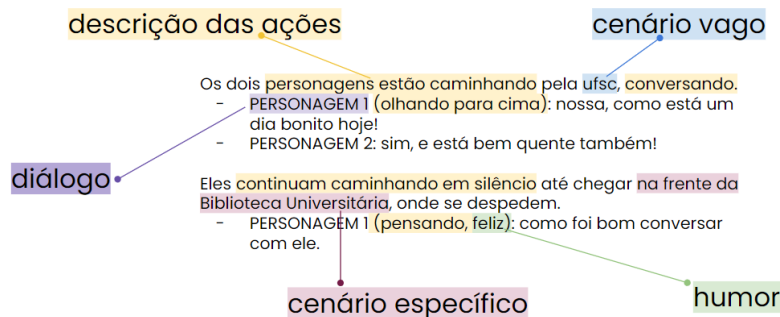 descrição das ações
cenário vago
Os dois personagens estão caminhando pela ufsc, conversando.
- PERSONAGEM 1 (olhando para cima): nossa, como está um
dia bonito hoje!
- PERSONAGEM 2: sim, e está bem quente também!
diálogo
Eles continuam caminhando em silêncio até chegar na frente da
Biblioteca Universitária, onde se despedem.
- PERSONAGEM 1 (pensando, feliz): como foi bom conversar
com ele.
cenário específico
humor